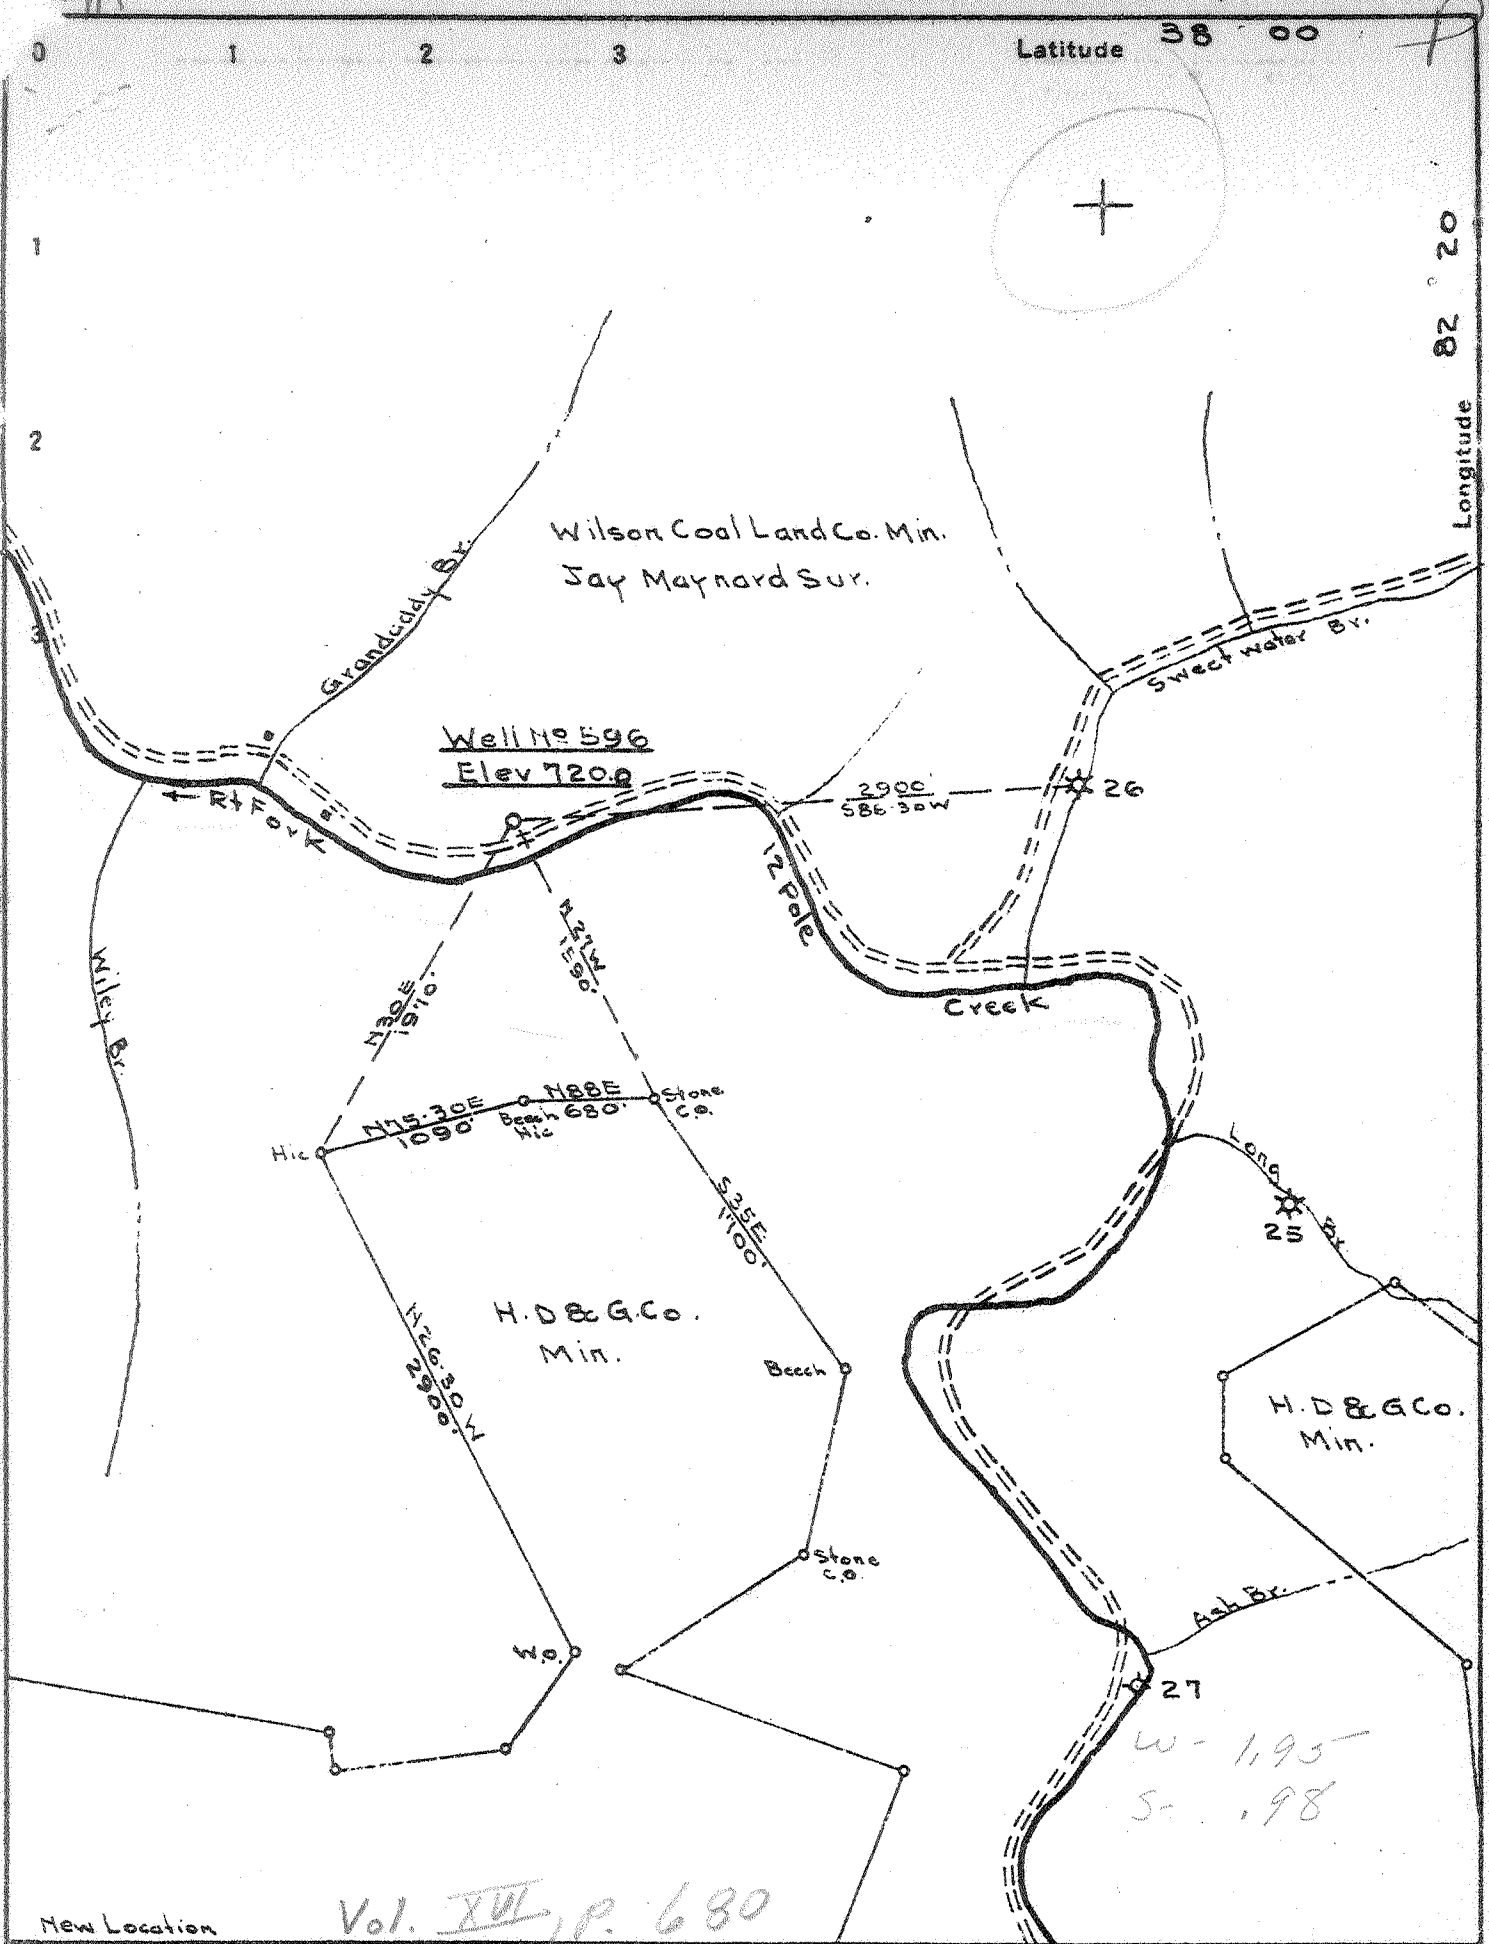 0 1 2 3
Latitude 38 00
1
2
3
82 20
Longitude
Wilson Coal Land Co. Min.
Jay Maynard Sur.
Grandaddy Br.
Sweet Water Br.
Well No 596
Elev 720.0
2900'
S86·30W
26
← Rt Fork
12 Pole
Creek
Wiley Br.
N30E
N27W
1590'
N75·30E
1090'
N88E
680'
Hic
Beech
Hic
Stone
C.O.
Long Br.
25
S35E
1700'
H. D & G. Co.
Min.
N26·30W
2900'
Beech
H. D & G Co.
Min.
Stone
C.O.
Ash Br.
W.O.
27
W - 1.95
S - .98
New Location
Vol. XVI, P. 680